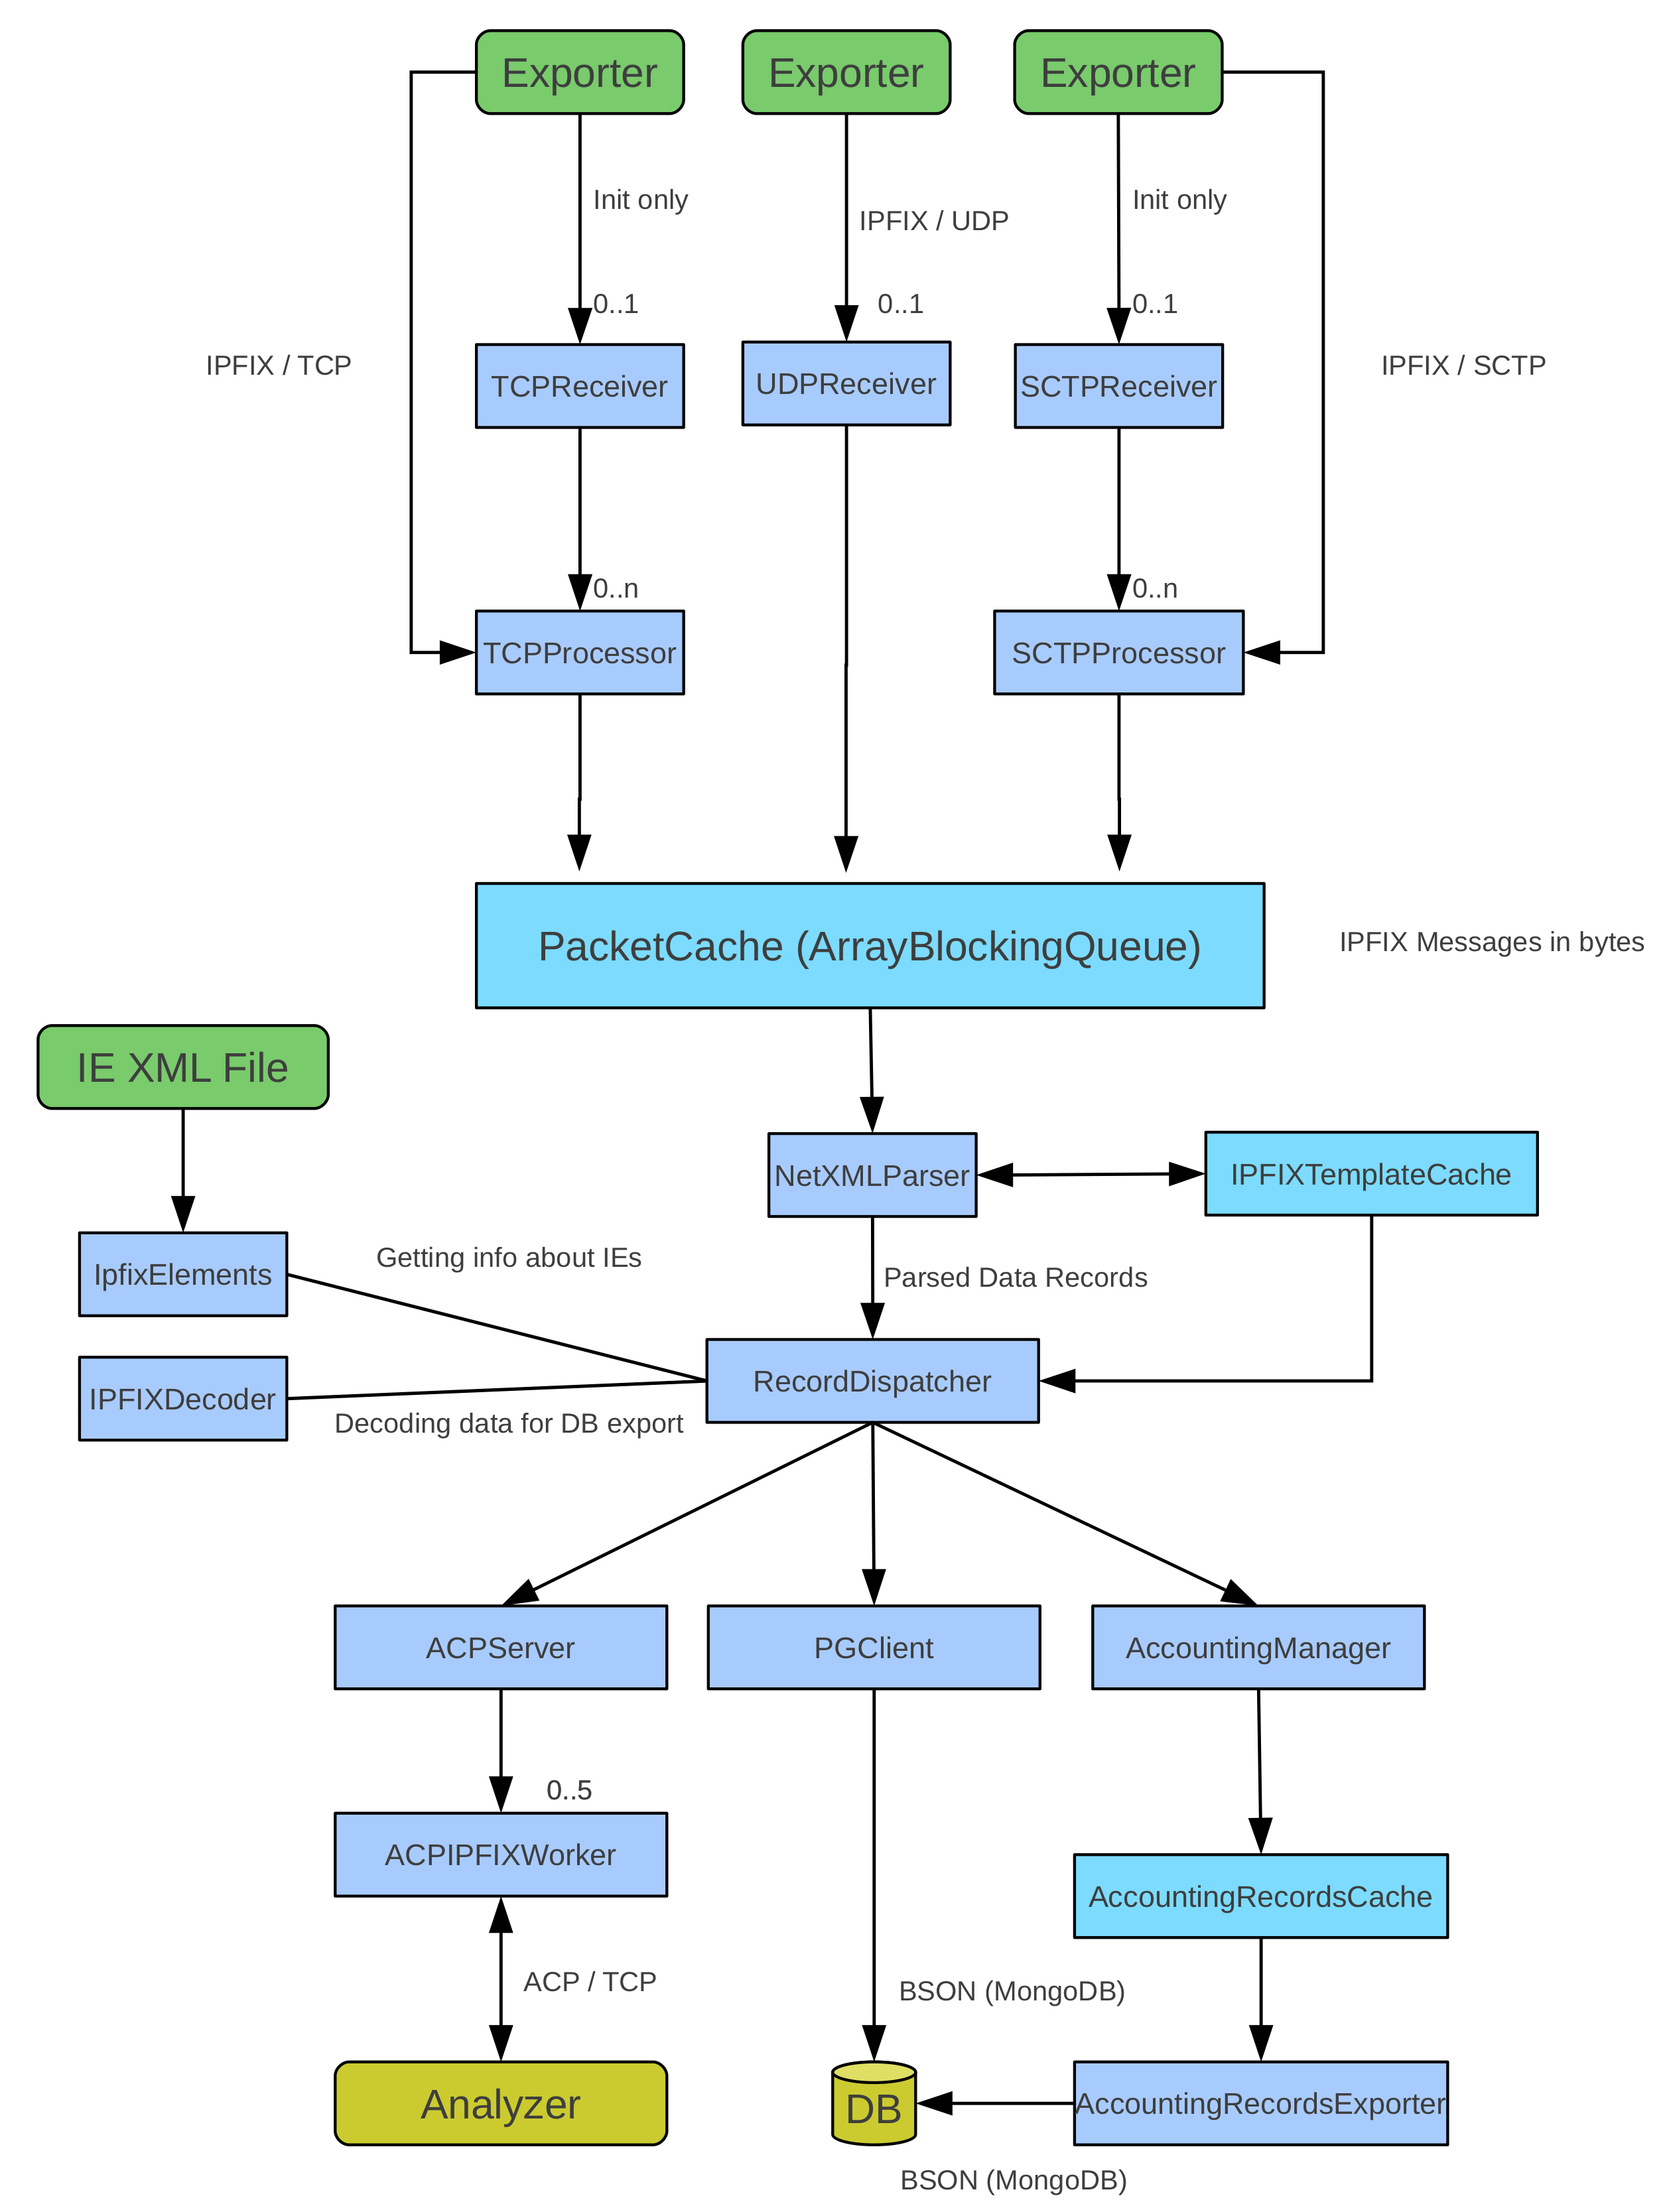 Exporter
Exporter
Exporter
Init only
IPFIX / UDP
Init only
0..1
0..1
0..1
IPFIX / TCP
IPFIX / SCTP
TCPReceiver
UDPReceiver
SCTPReceiver
0..n
0..n
TCPProcessor
SCTPProcessor
PacketCache (ArrayBlockingQueue)
IPFIX Messages in bytes
IE XML File
NetXMLParser
IPFIXTemplateCache
IpfixElements
Getting info about IEs
Parsed Data Records
RecordDispatcher
IPFIXDecoder
Decoding data for DB export
ACPServer
PGClient
AccountingManager
0..5
ACPIPFIXWorker
AccountingRecordsCache
ACP / TCP
BSON (MongoDB)
Analyzer
DB
AccountingRecordsExporter
BSON (MongoDB)